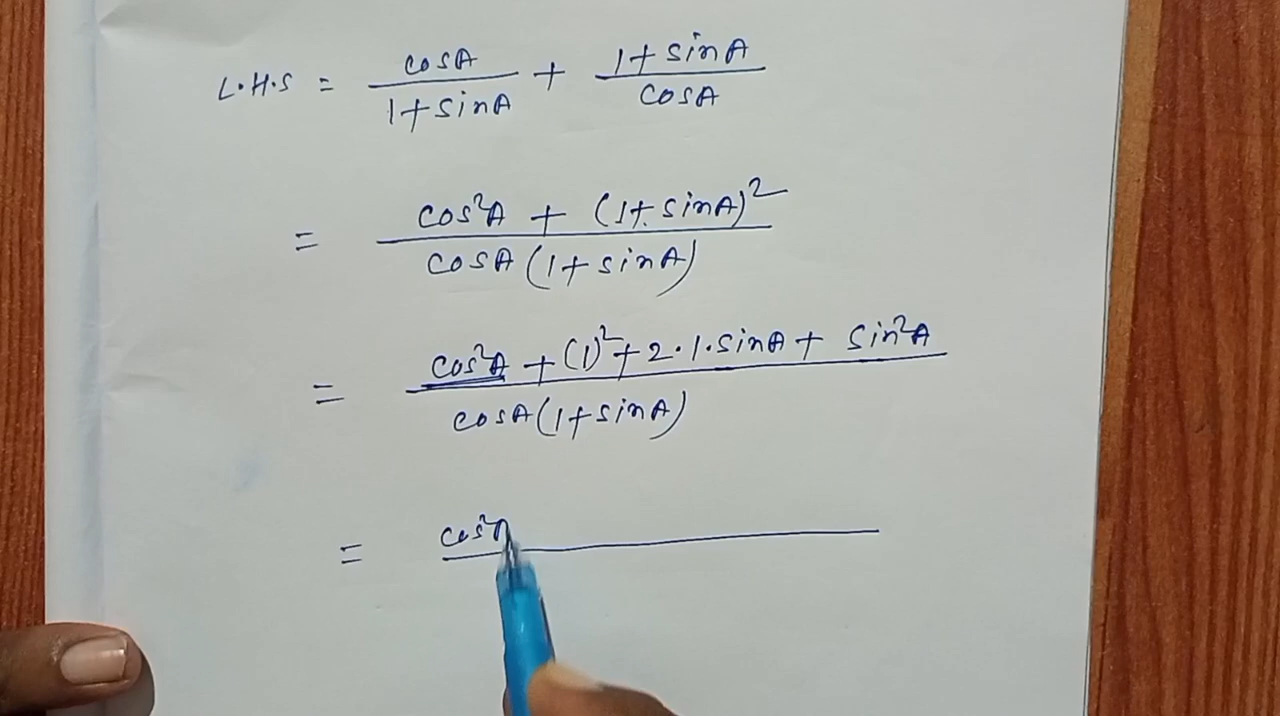 L.H.S = cosA/1+sinA + 1+sinA/cosA
= cos²A + (1+sinA)²/cosA(1+sinA)
= cos²A + (1)² + 2·1·sinA + sin²A/cosA(1+sinA)
= cos²A